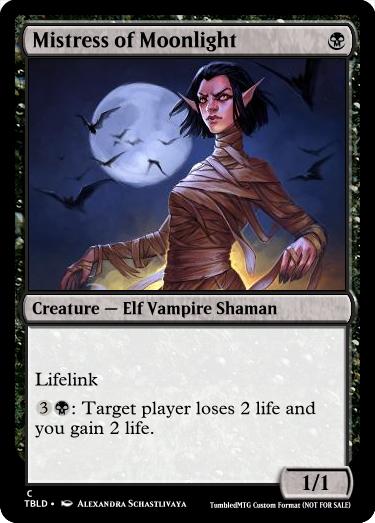 Mistress of Moonlight
Creature — Elf Vampire Shaman
Lifelink
3 : Target player loses 2 life and
you gain 2 life.
1/1
C
TBLD • Alexandra Schastlivaya
TumbledMTG Custom Format (NOT FOR SALE)